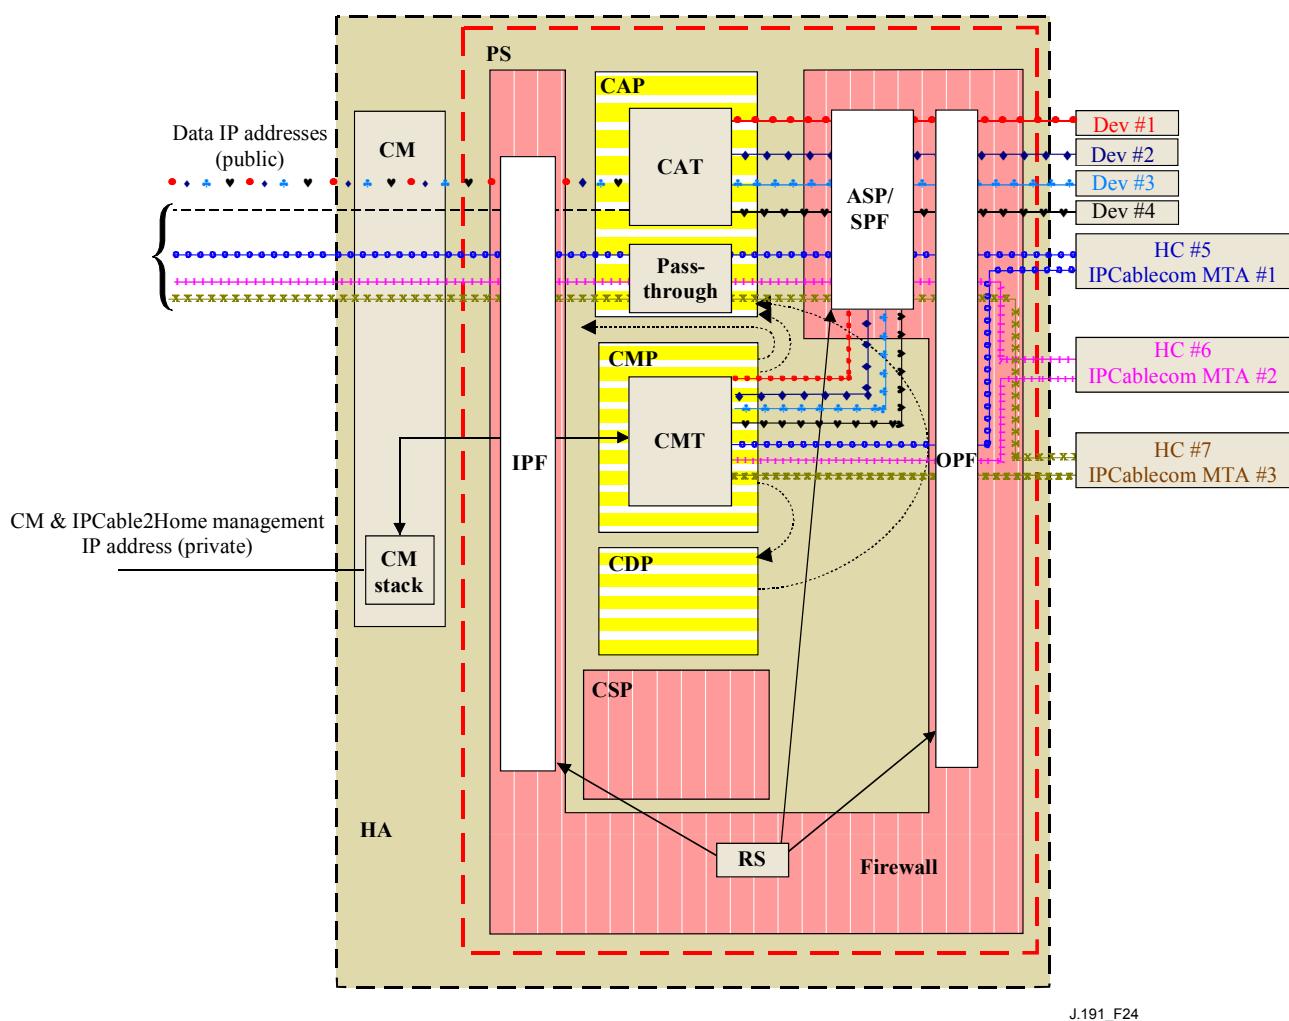 PS
CAP
Data IP addresses
(public)
CM
CAT
ASP/
SPF
Dev #1
Dev #2
Dev #3
Dev #4
Pass-
through
HC #5
IPCablecom MTA #1
CMP
CMT
HC #6
IPCablecom MTA #2
IPF
OPF
HC #7
IPCablecom MTA #3
CM & IPCable2Home management
IP address (private)
CM
stack
CDP
CSP
HA
RS
Firewall
J.191_F24